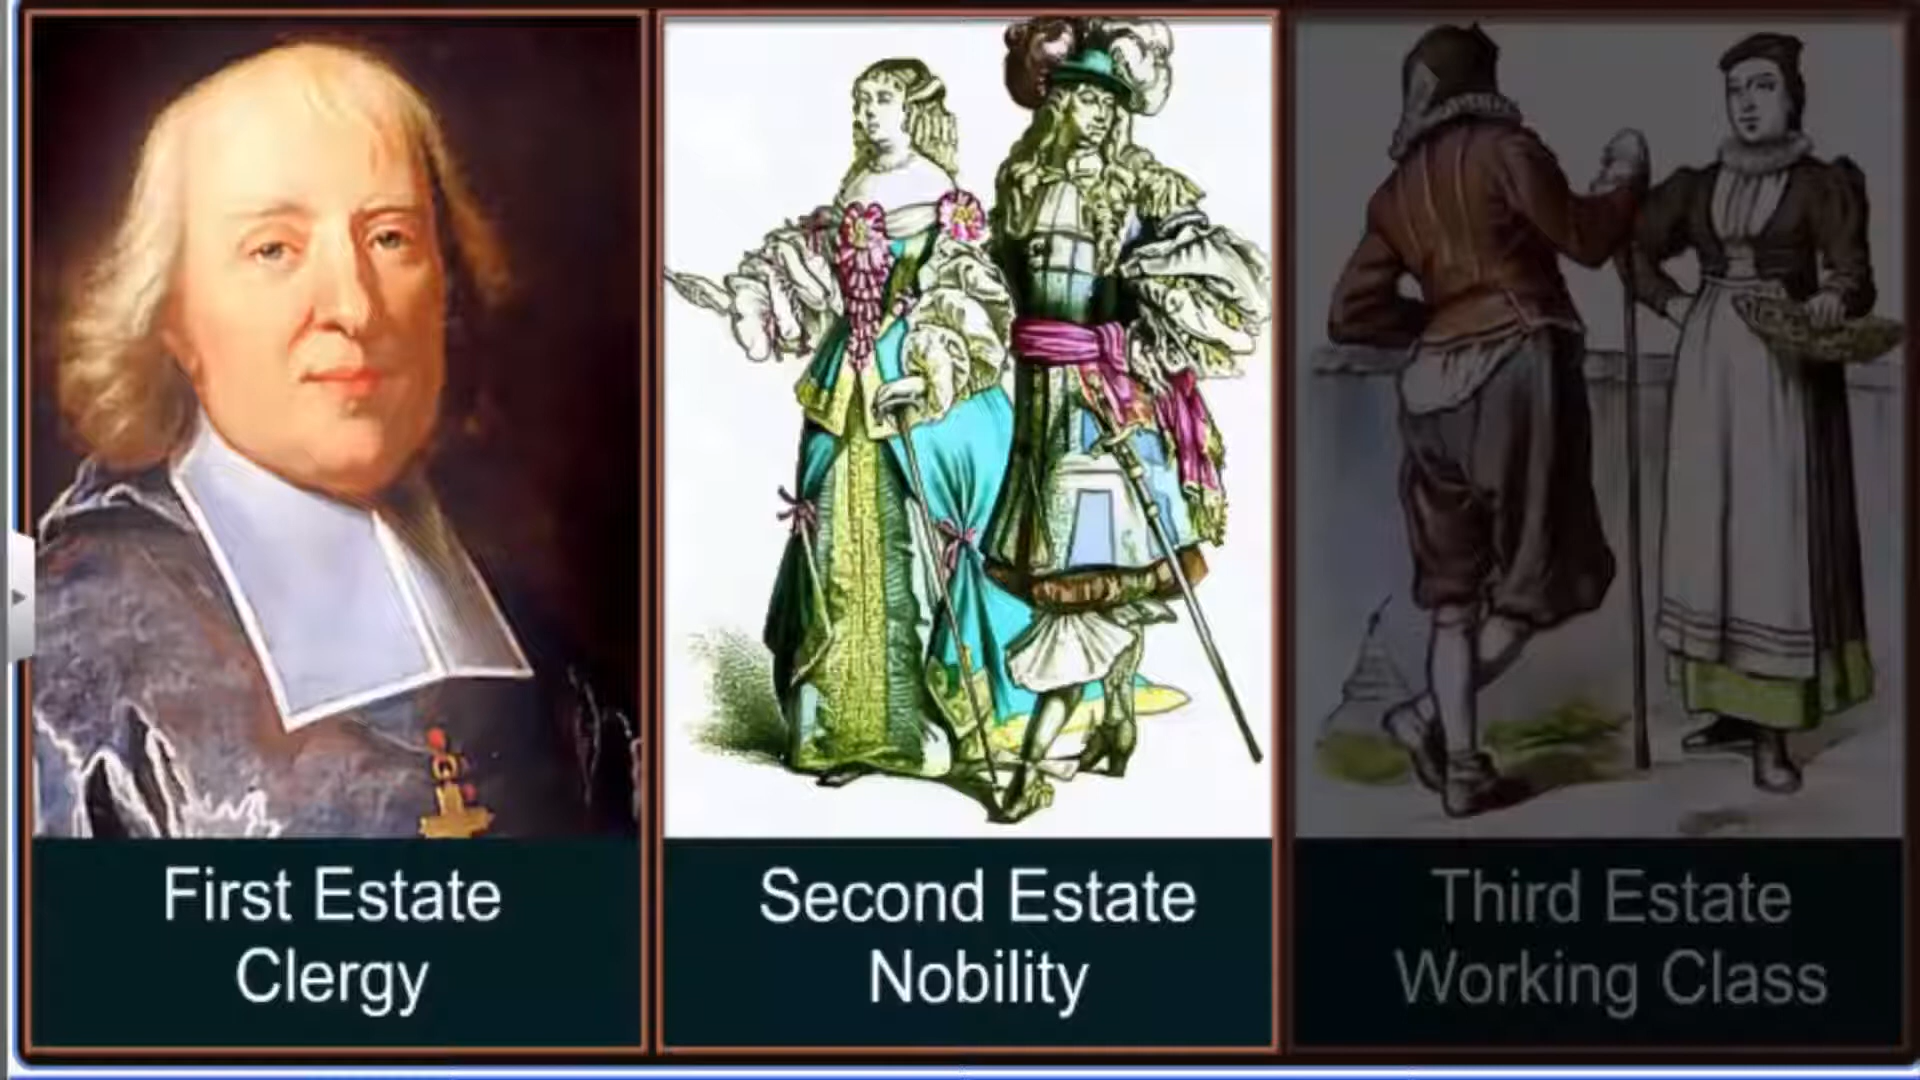 First Estate
Clergy
Second Estate
Nobility
Third Estate
Working Class